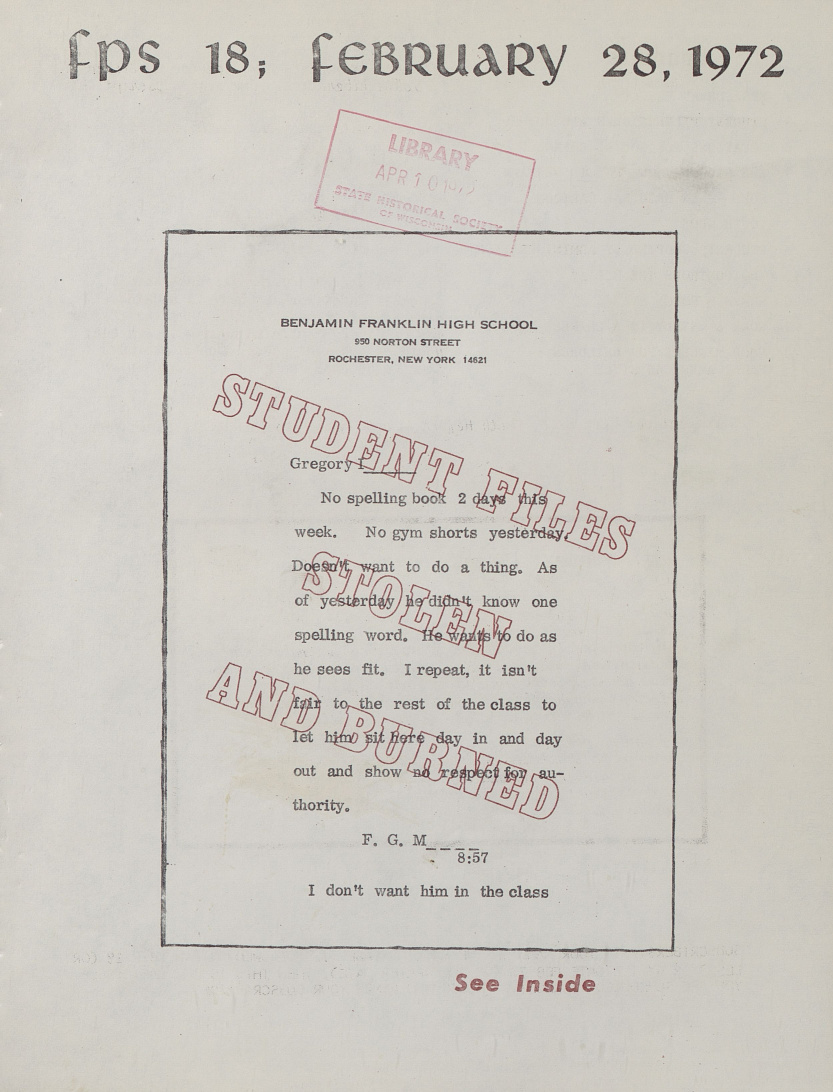 fps 18; february 28, 1972
LIBRARY
APR 10 197
STATE HISTORICAL SOCIETY
OF WISCONSIN
BENJAMIN FRANKLIN HIGH SCHOOL
950 NORTON STREET
ROCHESTER, NEW YORK 14621
STUDENT FILES
STOLEN
AND BURNED
Gregory I____
No spelling book 2 days this
week. No gym shorts yesterday.
Doesn't want to do a thing. As
of yesterday he didn't know one
spelling word. He wants to do as
he sees fit. I repeat, it isn't
fair to the rest of the class to
let him sit here day in and day
out and show no respect for au-
thority.
F. G. M____
8:57
I don't want him in the class
See Inside